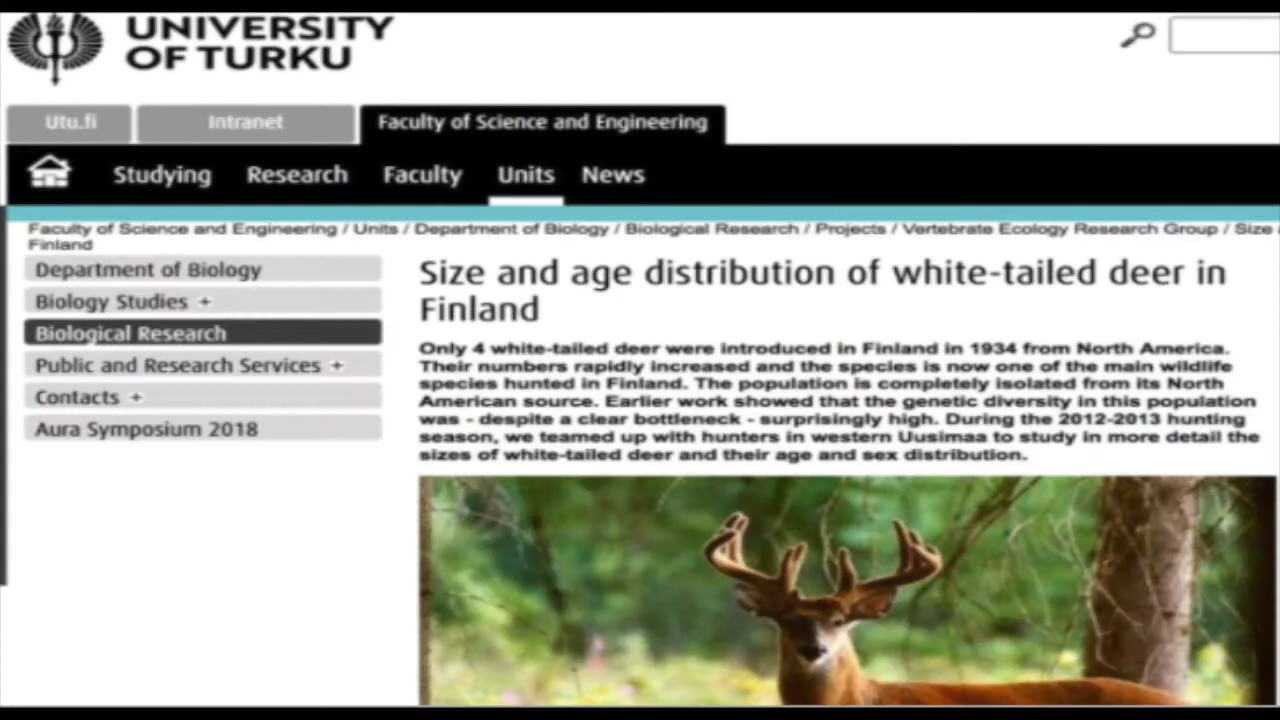 UNIVERSITY
OF TURKU
Utu.fi
Intranet
Faculty of Science and Engineering
Studying
Research
Faculty
Units
News
Faculty of Science and Engineering / Units / Department of Biology / Biological Research / Projects / Vertebrate Ecology Research Group / Size
Finland
Department of Biology
Biology Studies +
Biological Research
Public and Research Services +
Contacts +
Aura Symposium 2018
Size and age distribution of white-tailed deer in
Finland
Only 4 white-tailed deer were introduced in Finland in 1934 from North America.
Their numbers rapidly increased and the species is now one of the main wildlife
species hunted in Finland. The population is completely isolated from its North
American source. Earlier work showed that the genetic diversity in this population
was - despite a clear bottleneck - surprisingly high. During the 2012-2013 hunting
season, we teamed up with hunters in western Uusimaa to study in more detail the
sizes of white-tailed deer and their age and sex distribution.